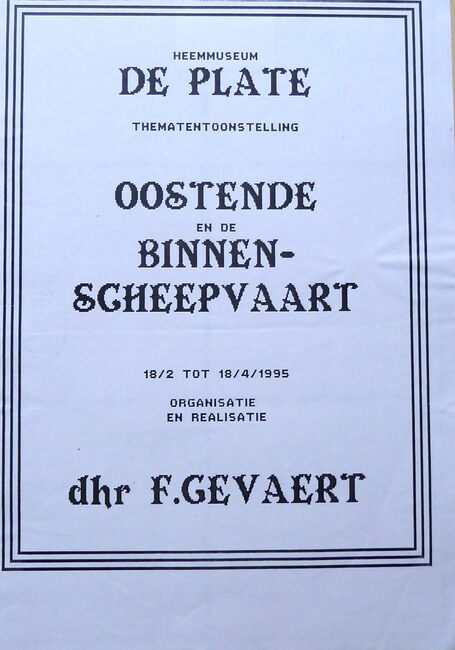 HEEMMUSEUM
DE PLATE
THEMATENTOONSTELLING
OOSTENDE
EN DE
BINNEN-
SCHEEPVAART
18/2 TOT 18/4/1995
ORGANISATIE
EN REALISATIE
dhr F.GEVAERT